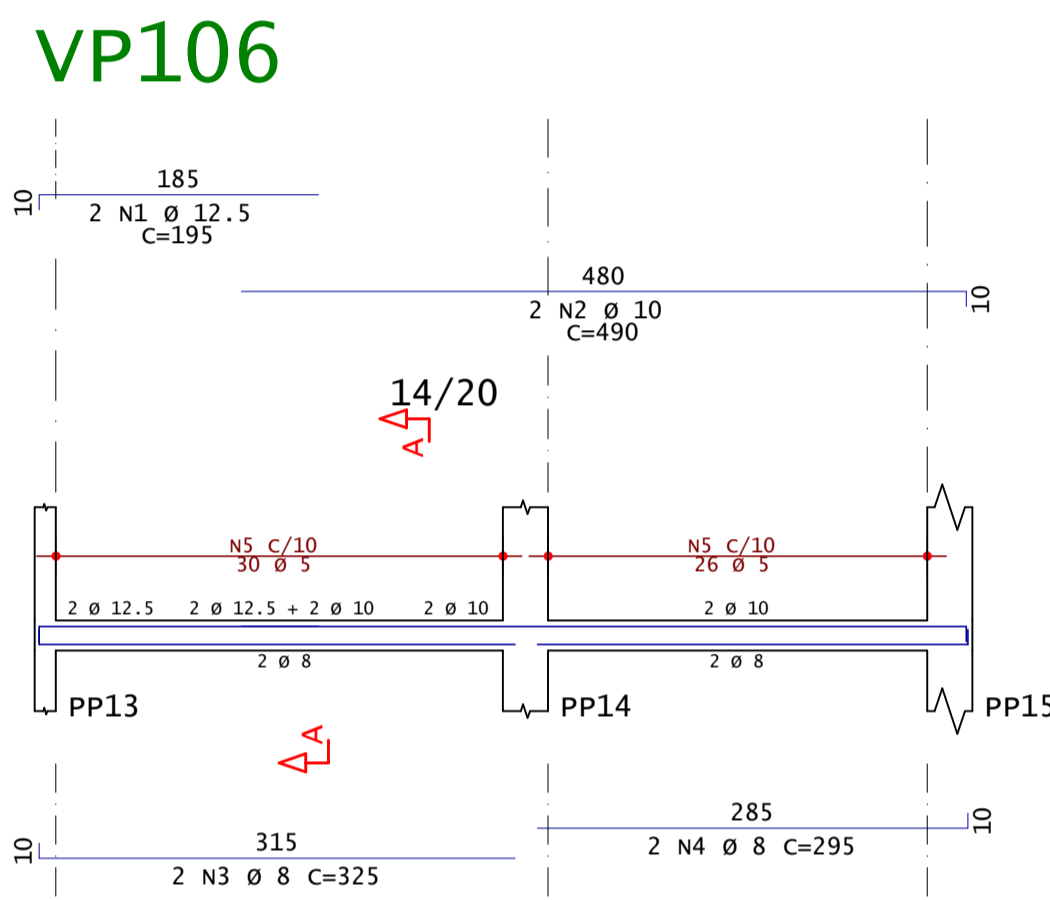 VP106
185
10
2 N1 Ø 12.5
C=195
480
10
2 N2 Ø 10
C=490
14/20
A
N5 C/10
30 Ø 5
N5 C/10
26 Ø 5
2 Ø 12.5
2 Ø 12.5 + 2 Ø 10
2 Ø 10
2 Ø 10
2 Ø 8
2 Ø 8
PP13
PP14
PP15
A
315
10
2 N3 Ø 8 C=325
285
10
2 N4 Ø 8 C=295